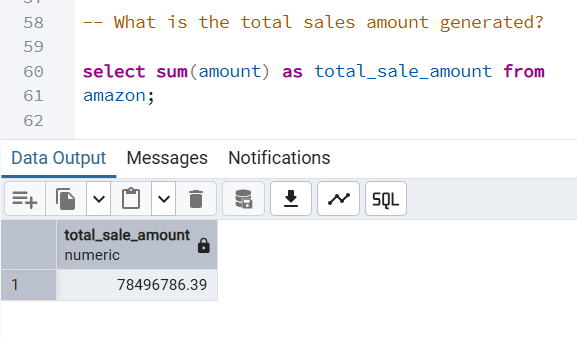 58 -- What is the total sales amount generated?
59
60 select sum(amount) as total_sale_amount from
61 amazon;
62
Data Output Messages Notifications
SQL
total_sale_amount
numeric
1 78496786.39